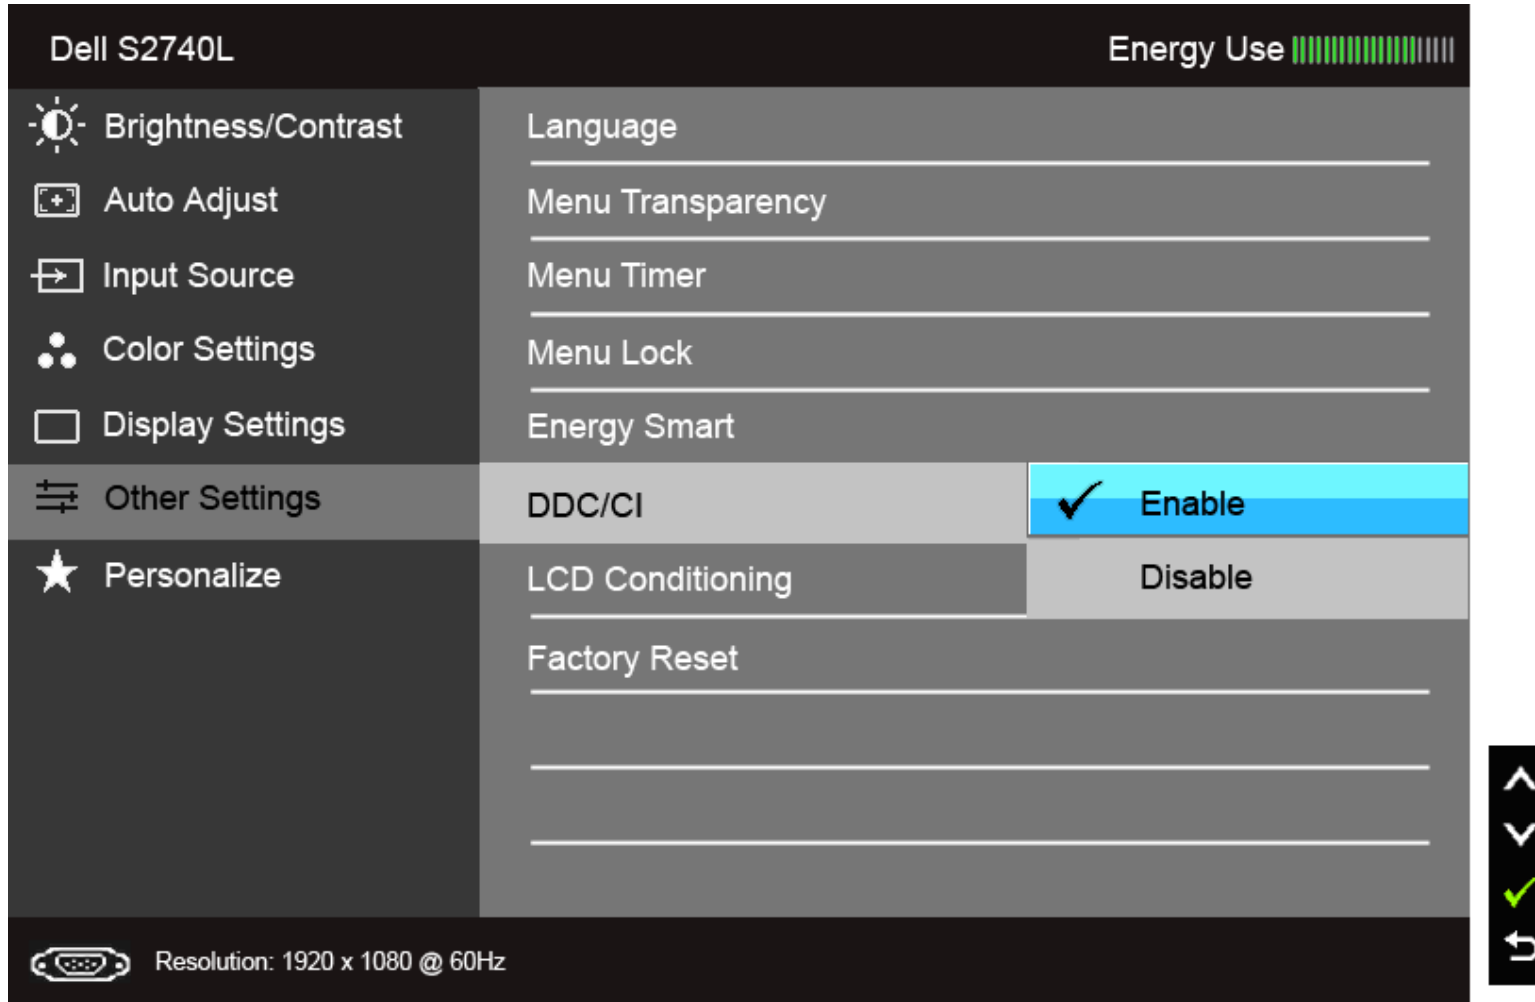 Dell S2740L
Energy Use
Brightness/Contrast
Auto Adjust
Input Source
Color Settings
Display Settings
Other Settings
Personalize
Language
Menu Transparency
Menu Timer
Menu Lock
Energy Smart
DDC/CI
Enable
Disable
LCD Conditioning
Factory Reset
Resolution: 1920 x 1080 @ 60Hz